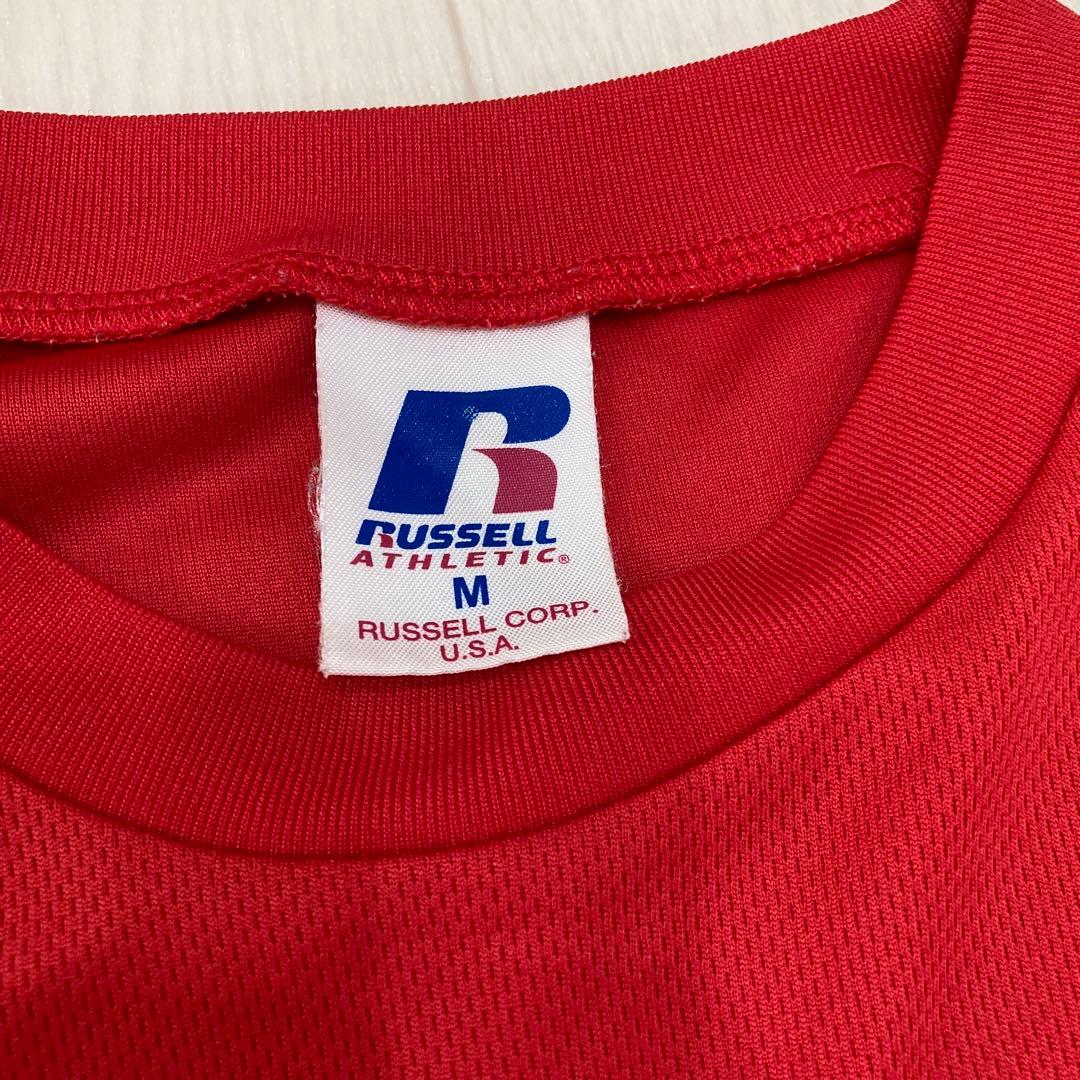 R
RUSSELL
ATHLETIC®
M
RUSSELL CORP.
U.S.A.